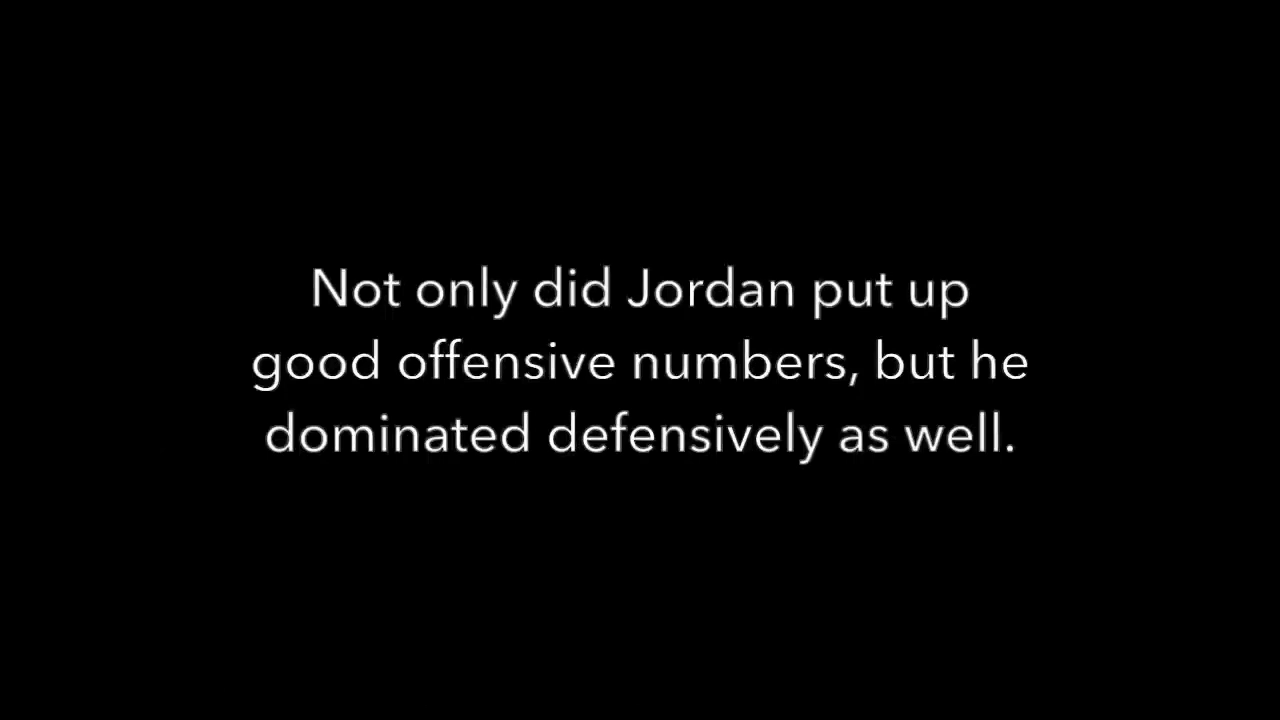 Not only did Jordan put up
good offensive numbers, but he
dominated defensively as well.